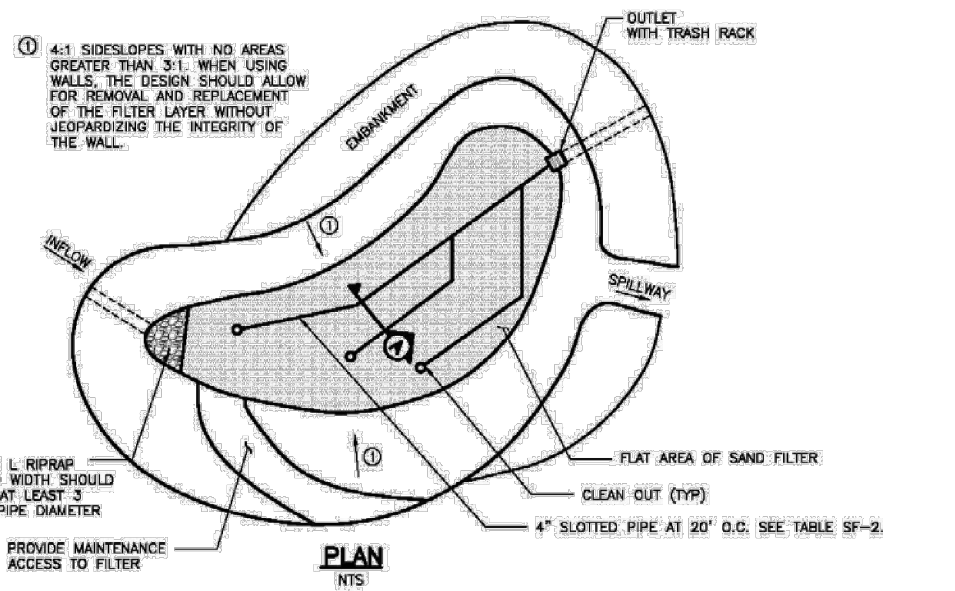 OUTLET
WITH TRASH RACK
1
4:1 SIDESLOPES WITH NO AREAS
GREATER THAN 3:1. WHEN USING
WALLS, THE DESIGN SHOULD ALLOW
FOR REMOVAL AND REPLACEMENT
OF THE FILTER LAYER WITHOUT
JEOPARDIZING THE INTEGRITY OF
THE WALL.
EMBANKMENT
1
INFLOW
SPILLWAY
A
1
L RIPRAP
WIDTH SHOULD
AT LEAST 3
PIPE DIAMETER
FLAT AREA OF SAND FILTER
CLEAN OUT (TYP)
4" SLOTTED PIPE AT 20' O.C. SEE TABLE SF-2.
PROVIDE MAINTENANCE
ACCESS TO FILTER
PLAN
NTS